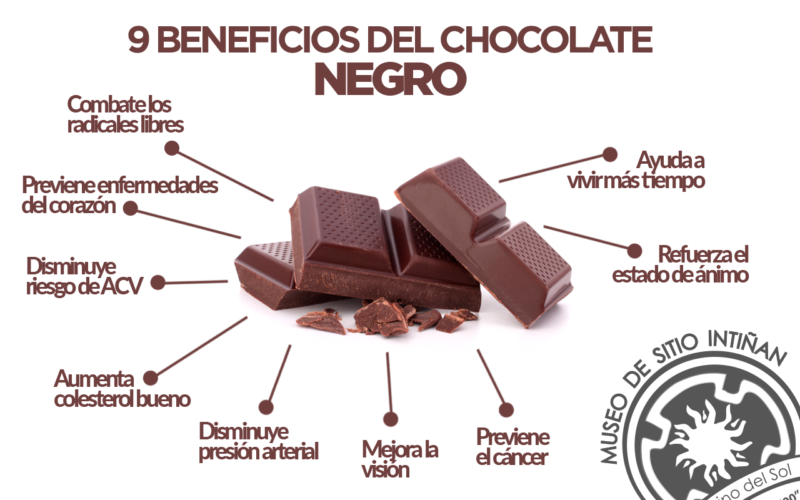 9 BENEFICIOS DEL CHOCOLATE
NEGRO
Combate los
radicales libres
Previene enfermedades
del corazón
Disminuye
riesgo de ACV
Aumenta
colesterol bueno
Disminuye
presión arterial
Mejora la
visión
Previene
el cáncer
Ayuda a
vivir más tiempo
Refuerza el
estado de ánimo
MUSEO DE SITIO INTIÑAN
del Sol